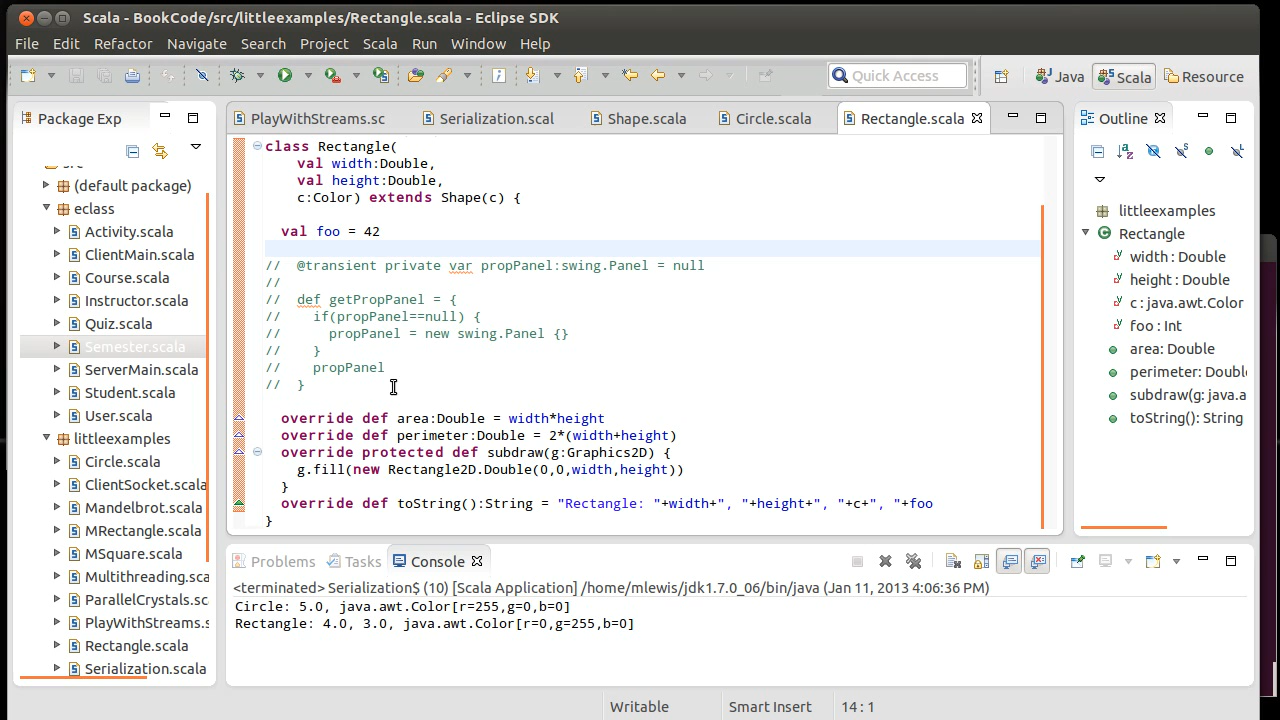 Scala - BookCode/src/littleexamples/Rectangle.scala - Eclipse SDK
File Edit Refactor Navigate Search Project Scala Run Window Help
Quick Access
Java
Scala
Resource
Package Exp
(default package)
eclass
Activity.scala
ClientMain.scala
Course.scala
Instructor.scala
Quiz.scala
Semester.scala
ServerMain.scala
Student.scala
User.scala
littleexamples
Circle.scala
ClientSocket.scala
Mandelbrot.scala
MRectangle.scala
MSquare.scala
Multithreading.sca
ParallelCrystals.sc
PlayWithStreams.s
Rectangle.scala
Serialization.scala
PlayWithStreams.sc
Serialization.scal
Shape.scala
Circle.scala
Rectangle.scala
class Rectangle(
val width:Double,
val height:Double,
c:Color) extends Shape(c) {
val foo = 42
//  @transient private var propPanel:swing.Panel = null
//
//  def getPropPanel = {
//    if(propPanel==null) {
//      propPanel = new swing.Panel {}
//    }
//    propPanel
//  }
override def area:Double = width*height
override def perimeter:Double = 2*(width+height)
override protected def subdraw(g:Graphics2D) {
g.fill(new Rectangle2D.Double(0,0,width,height))
}
override def toString():String = "Rectangle: "+width+", "+height+", "+c+", "+foo
}
Outline
littleexamples
Rectangle
width : Double
height : Double
c : java.awt.Color
foo : Int
area: Double
perimeter: Doubl
subdraw(g: java.a
toString(): String
Problems
Tasks
Console
<terminated> Serialization$ (10) [Scala Application] /home/mlewis/jdk1.7.0_06/bin/java (Jan 11, 2013 4:06:36 PM)
Circle: 5.0, java.awt.Color[r=255,g=0,b=0]
Rectangle: 4.0, 3.0, java.awt.Color[r=0,g=255,b=0]
Writable
Smart Insert
14 : 1